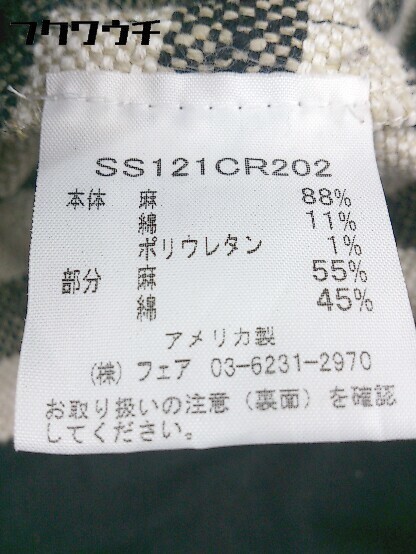 フクワウチ
SS121CR202
本体 麻 88%
綿 11%
ポリウレタン 1%
部分 麻 55%
綿 45%
アメリカ製
(株) フェア 03-6231-2970
お取り扱いの注意 (裏面) を確認
してください。